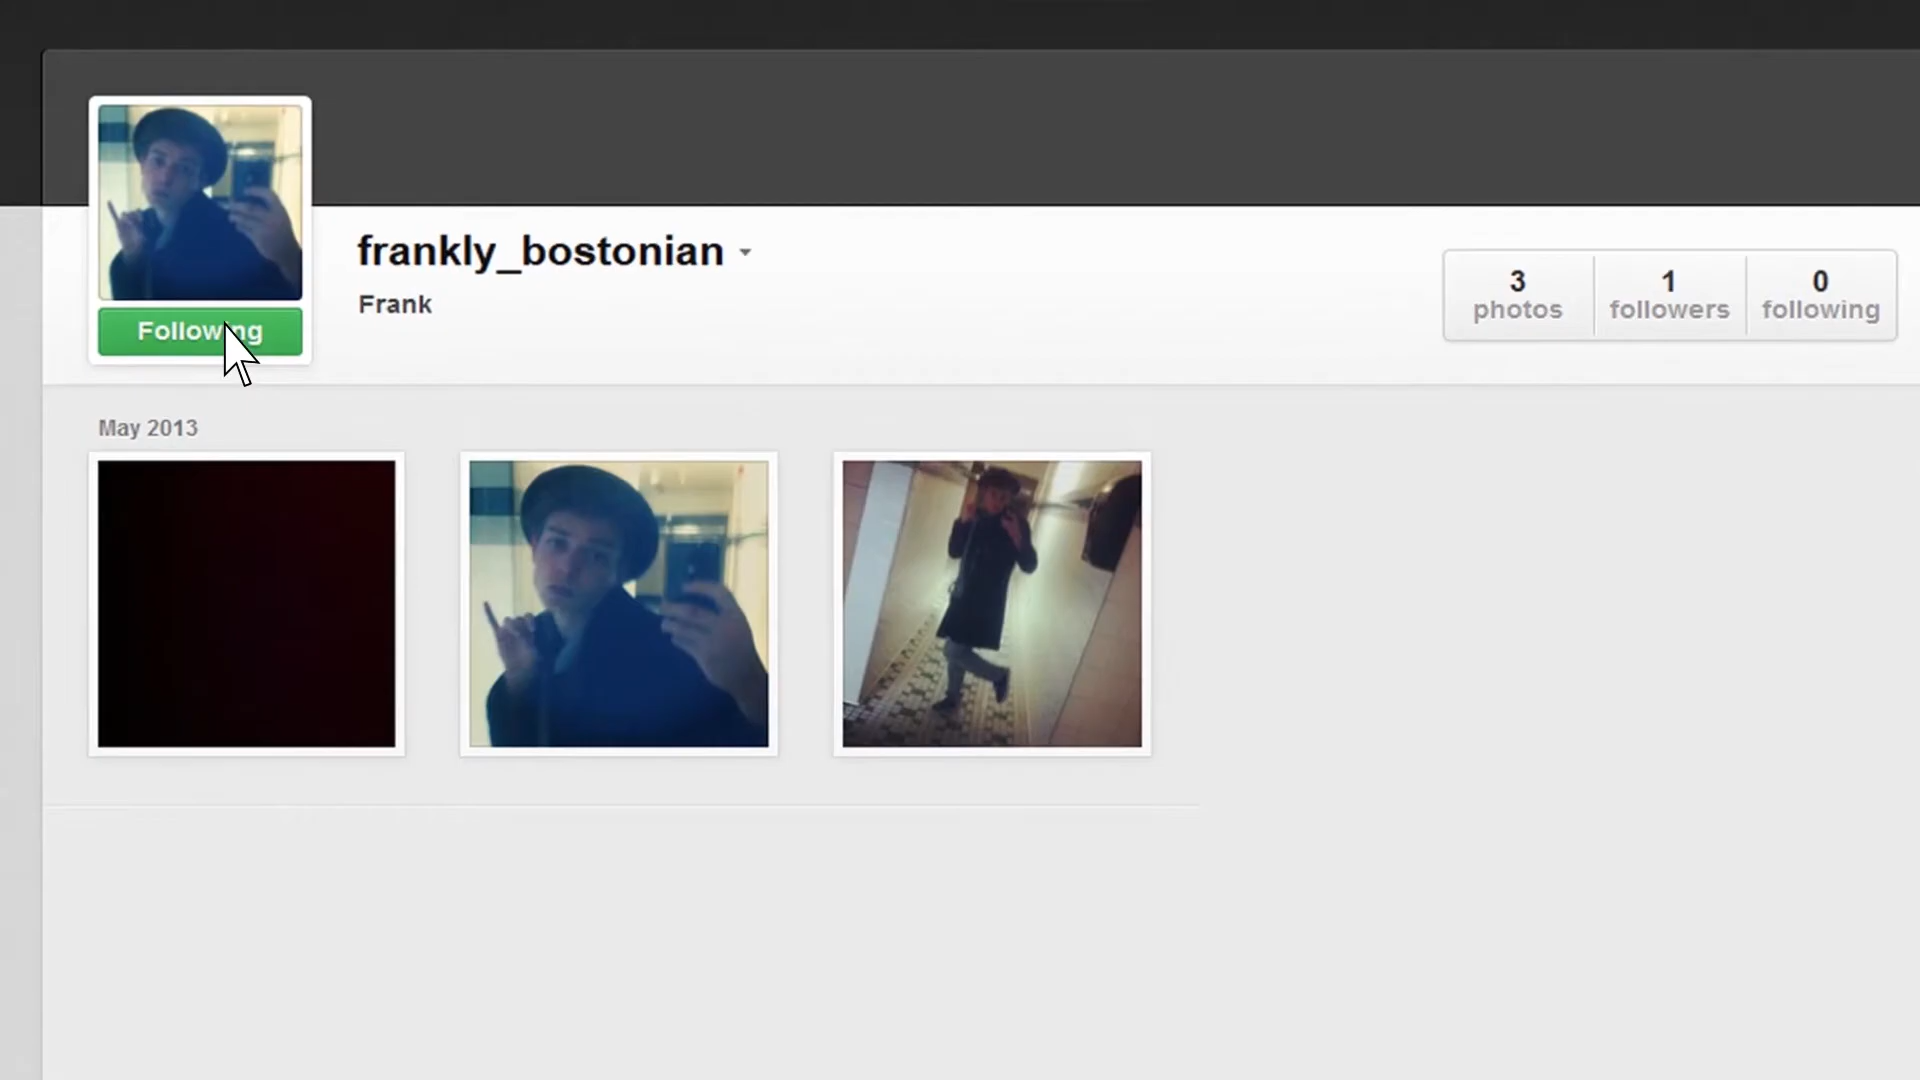 frankly_bostonian
Frank
Following
3 photos
1 followers
0 following
May 2013